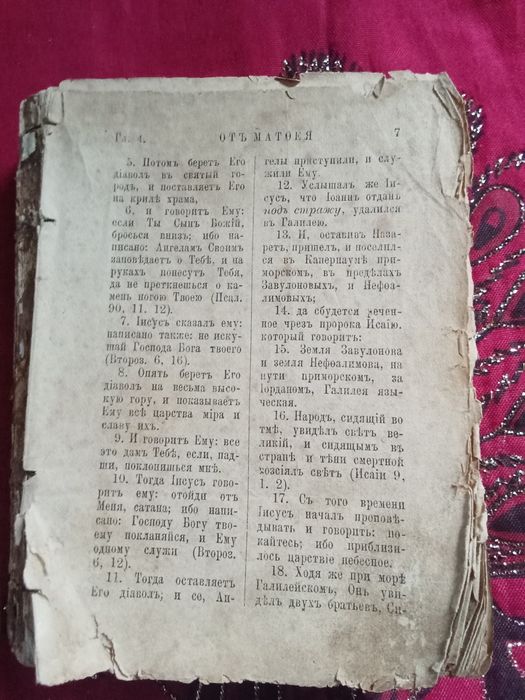 Гл. 4.
ОТЪ МАТѲЕЯ
7
5. Потомъ беретъ Его
діаволъ въ святый го-
родъ, и поставляетъ Его
на крилѣ храма,
6. и говоритъ Ему:
если Ты Сынъ Божій,
бросься внизъ; ибо на-
писано: Ангеламъ Своимъ
заповѣдаетъ о Тебѣ, и на
рукахъ понесутъ Тебя,
да не преткнешься о ка-
мень ногою Твоею (Псал.
90, 11. 12).
7. Іисусъ сказалъ ему:
написано также: не иску-
шай Господа Бога твоего
(Второз. 6, 16).
8. Опять беретъ Его
діаволъ на весьма высо-
кую гору, и показываетъ
Ему всѣ царства міра и
славу ихъ.
9. И говоритъ Ему: все
это дамъ Тебѣ, если, пад-
ши, поклонишься мнѣ.
10. Тогда Іисусъ гово-
ритъ ему: отойди отъ
Меня, сатана; ибо напи-
сано: Господу Богу тво-
ему покланяйся, и Ему
одному служи (Второз.
6, 12).
11. Тогда оставляетъ
Его діаволъ; и се, Ан-
гелы приступили, и слу-
жили Ему.
12. Услышалъ же Іи-
сусъ, что Іоаннъ отданъ
подъ стражу, удалился
въ Галилею.
13. И, оставивъ Наза-
ретъ, пришелъ, и поселил-
ся въ Капернаумѣ при-
морскомъ, въ предѣлахъ
Завулоновыхъ, и Нефѳа-
лимовыхъ;
14. да сбудется речен-
ное чрезъ пророка Исаію,
который говоритъ:
15. Земля Завулонова
и земля Нефѳалимова, на
пути приморскомъ, за
Іорданомъ, Галилея язы-
ческая.
16. Народъ, сидящій во
тмѣ, увидѣлъ свѣтъ ве-
ликій, и сидящимъ въ
странѣ и тѣни смертной
возсіялъ свѣтъ (Исаіи 9,
1. 2).
17. Съ того времени
Іисусъ началъ проповѣ-
дывать и говорить: по-
кайтесь; ибо приблизи-
лось царствіе небесное.
18. Ходя же при морѣ
Галилейскомъ, Онъ уви-
дѣлъ двухъ братьевъ, Си-